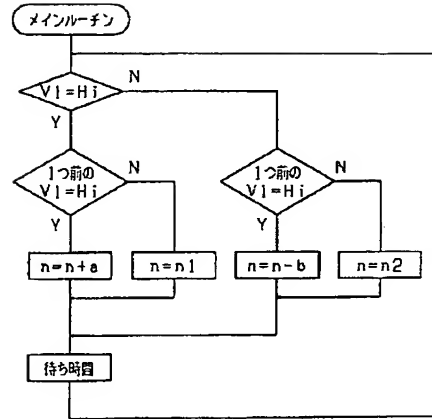 メインルーチン
V1=Hi
N
Y
1つ前の
V1=Hi
N
Y
1つ前の
V1=Hi
N
Y
n=n+a
n=n1
n=n-b
n=n2
待ち時間